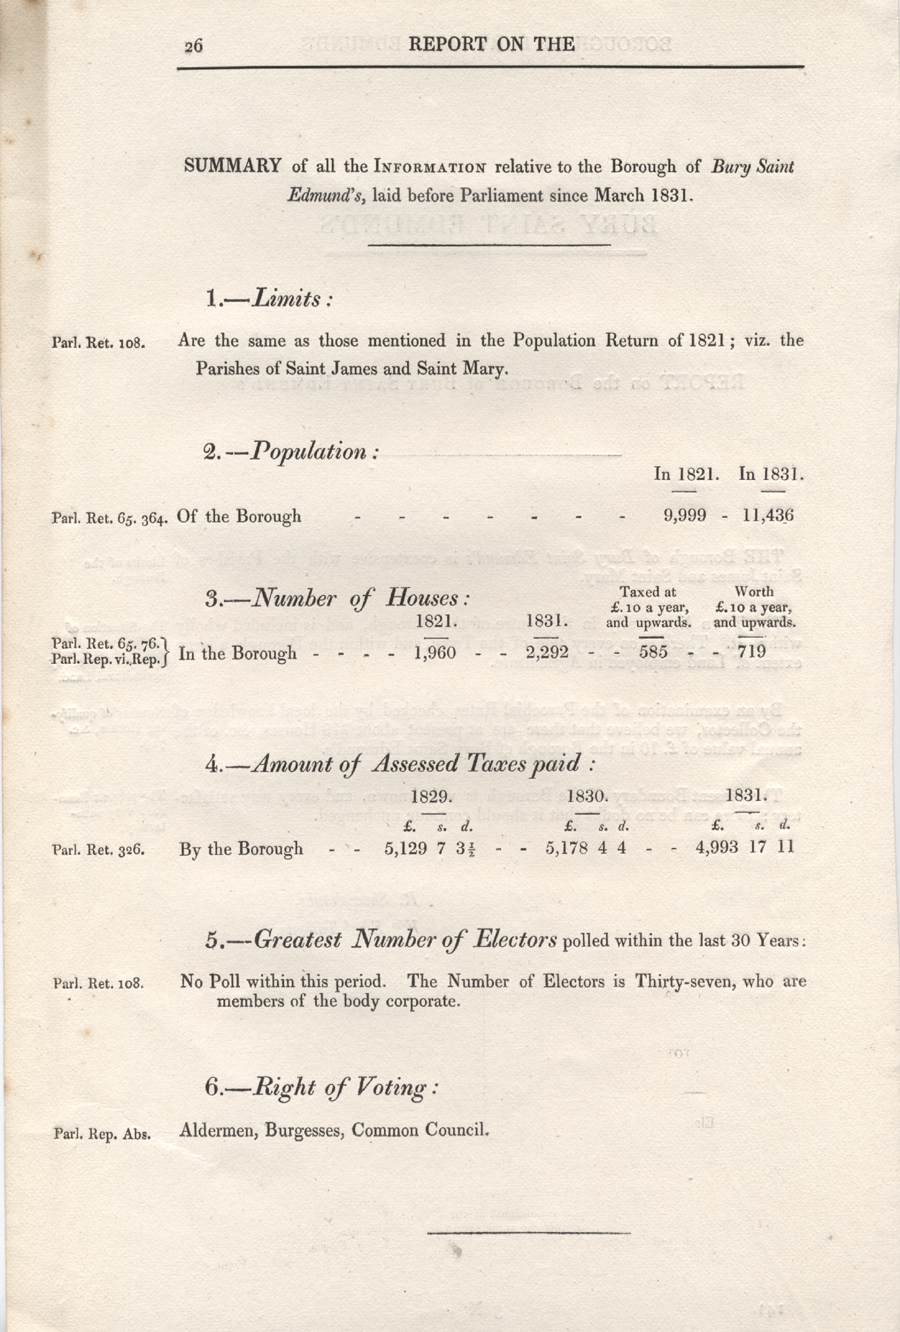 26 REPORT ON THE
SUMMARY of all the INFORMATION relative to the Borough of Bury Saint
Edmund's, laid before Parliament since March 1831.
1.—Limits:
Parl. Ret. 108. Are the same as those mentioned in the Population Return of 1821; viz. the
Parishes of Saint James and Saint Mary.
2.—Population:
In 1821. In 1831.
Parl. Ret. 65. 364. Of the Borough - - - - - - - 9,999 - 11,436
3.—Number of Houses:
Taxed at Worth
£.10 a year, £.10 a year,
1821. 1831. and upwards. and upwards.
Parl. Ret. 65. 76.}
Parl. Rep. vi. Rep.} In the Borough - - - - 1,960 - - 2,292 - - 585 - - 719
4.—Amount of Assessed Taxes paid:
1829. 1830. 1831.
£. s. d. £. s. d. £. s. d.
Parl. Ret. 326. By the Borough - - 5,129 7 3½ - - 5,178 4 4 - - 4,993 17 11
5.—Greatest Number of Electors polled within the last 30 Years:
Parl. Ret. 108. No Poll within this period. The Number of Electors is Thirty-seven, who are
members of the body corporate.
6.—Right of Voting:
Parl. Rep. Abs. Aldermen, Burgesses, Common Council.